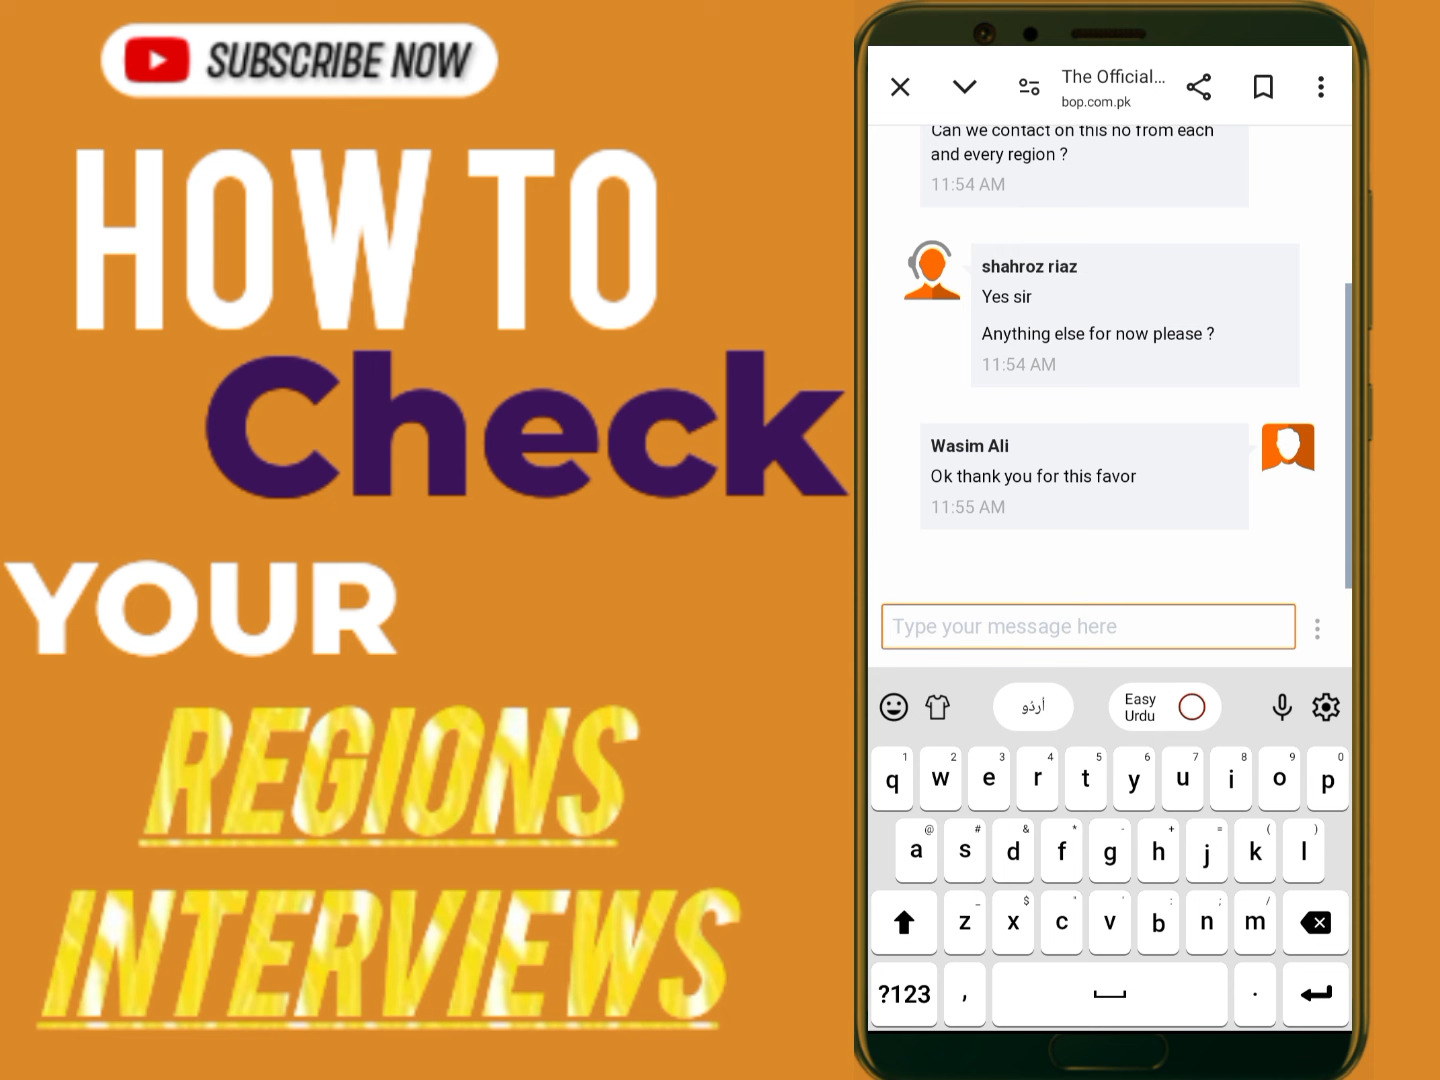 SUBSCRIBE NOW
HOW TO
Check
YOUR
REGIONS
INTERVIEWS
The Official...
bop.com.pk
Can we contact on this no from each
and every region ?
11:54 AM
shahroz riaz
Yes sir
Anything else for now please ?
11:54 AM
Wasim Ali
Ok thank you for this favor
11:55 AM
Type your message here
اُردُو
Easy
Urdu
1 2 3 4 5 6 7 8 9 0
q w e r t y u i o p
@ # & * - + = ( )
a s d f g h j k l
_ $ " ' : ; /
z x c v b n m
?123 , .